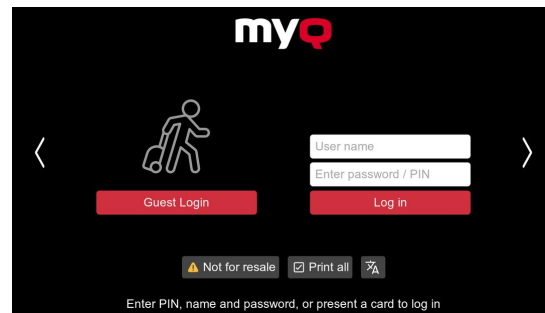 myQ
User name
Enter password / PIN
Guest Login
Log in
Not for resale
Print all
Enter PIN, name and password, or present a card to log in